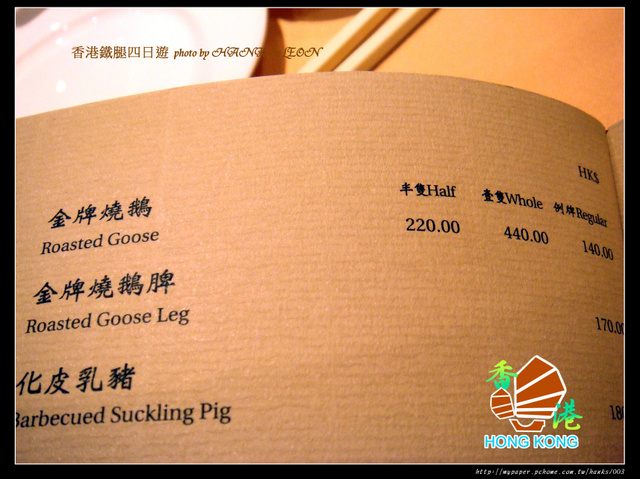 香港鐵腿四日遊 photo by
HK$
半隻Half 壹隻Whole 例牌Regular
金牌燒鵝
Roasted Goose 220.00 440.00 140.00
金牌燒鵝脾
Roasted Goose Leg 170.00
化皮乳豬
Barbecued Suckling Pig
香港
HONG KONG
http://mypaper.pchome.com.tw/hanks/003